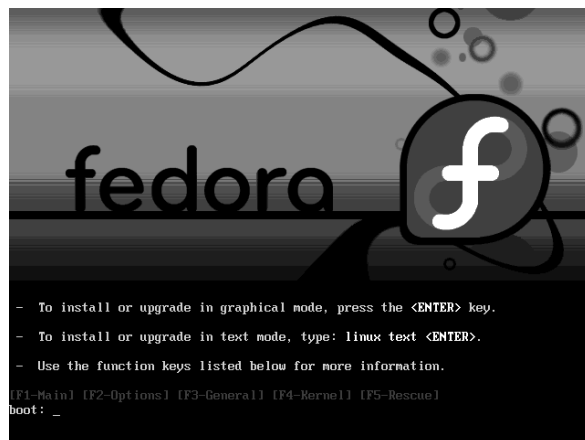 fedora
f
- To install or upgrade in graphical mode, press the <ENTER> key.
- To install or upgrade in text mode, type: linux text <ENTER>.
- Use the function keys listed below for more information.
[F1-Main] [F2-Options] [F3-General] [F4-Kernel] [F5-Rescue]
boot: _